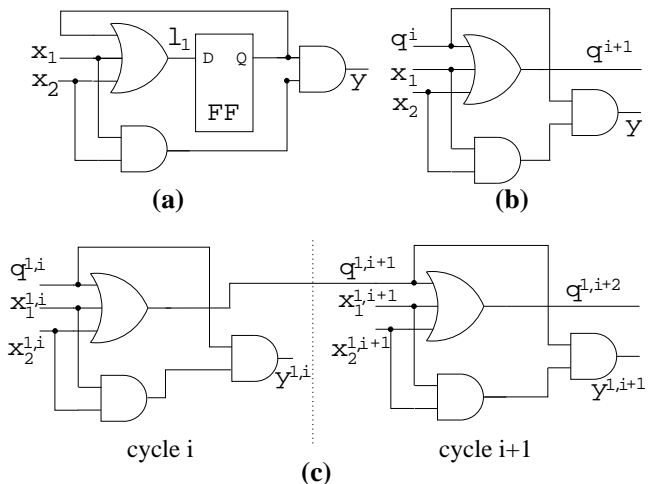 l₁
x₁
x₂
D Q
FF
y
(a)
qⁱ
x₁
x₂
qⁱ⁺¹
y
(b)
q¹,ⁱ
x₁¹,ⁱ
x₂¹,ⁱ
y¹,ⁱ
cycle i
q¹,ⁱ⁺¹
x₁¹,ⁱ⁺¹
x₂¹,ⁱ⁺¹
q¹,ⁱ⁺²
y¹,ⁱ⁺¹
cycle i+1
(c)